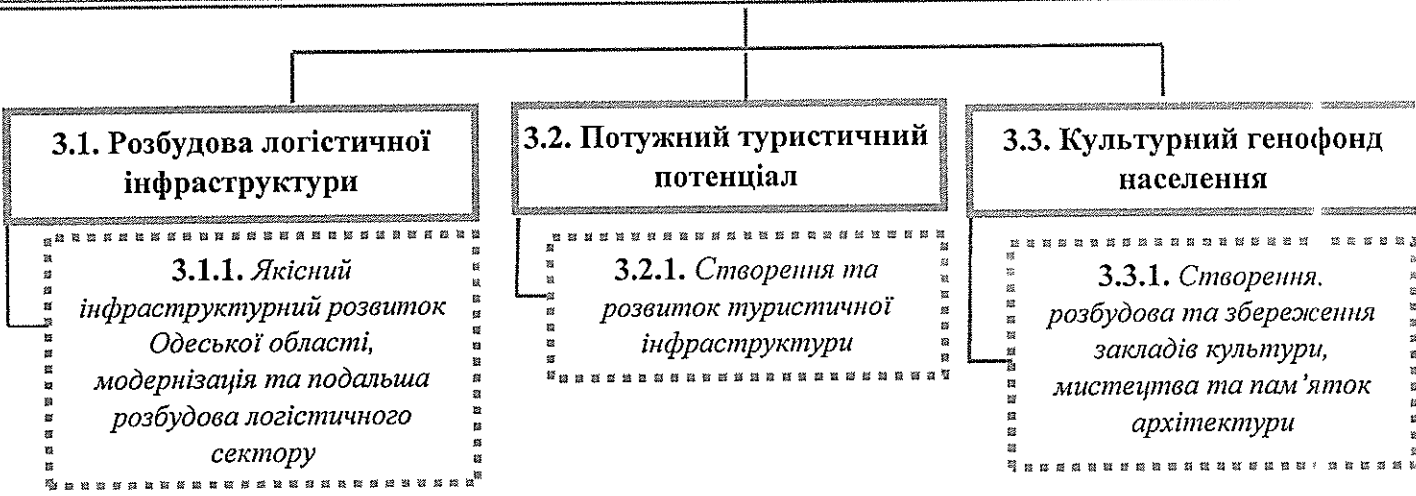 3.1. Розбудова логістичної
інфраструктури
3.2. Потужний туристичний
потенціал
3.3. Культурний генофонд
населення
3.1.1. Якісний
інфраструктурний розвиток
Одеської області,
модернізація та подальша
розбудова логістичного
сектору
3.2.1. Створення та
розвиток туристичної
інфраструктури
3.3.1. Створення.
розбудова та збереження
закладів культури,
мистецтва та пам’яток
архітектури